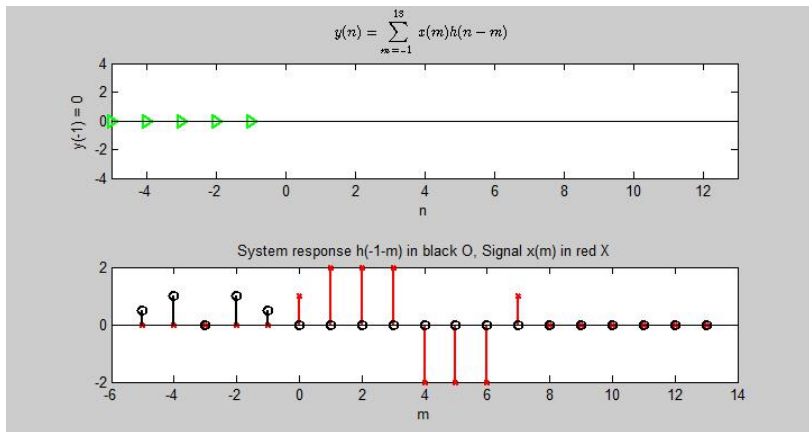 y(n) = \sum_{m=-1}^{13} x(m)h(n − m)
4
2
0
-2
-4
y(-1) = 0
-4 -2 0 2 4 6 8 10 12
n
System response h(-1-m) in black O, Signal x(m) in red X
2
0
-2
-6 -4 -2 0 2 4 6 8 10 12 14
m